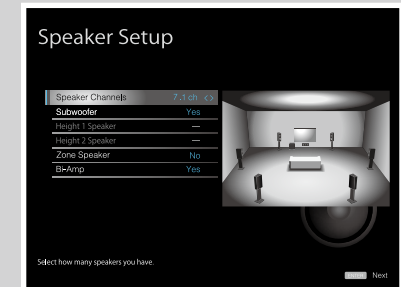 Speaker Setup
Speaker Channels 7.1 ch <>
Subwoofer Yes
Height 1 Speaker —
Height 2 Speaker —
Zone Speaker No
Bi-Amp Yes
Select how many speakers you have.
ENTER Next